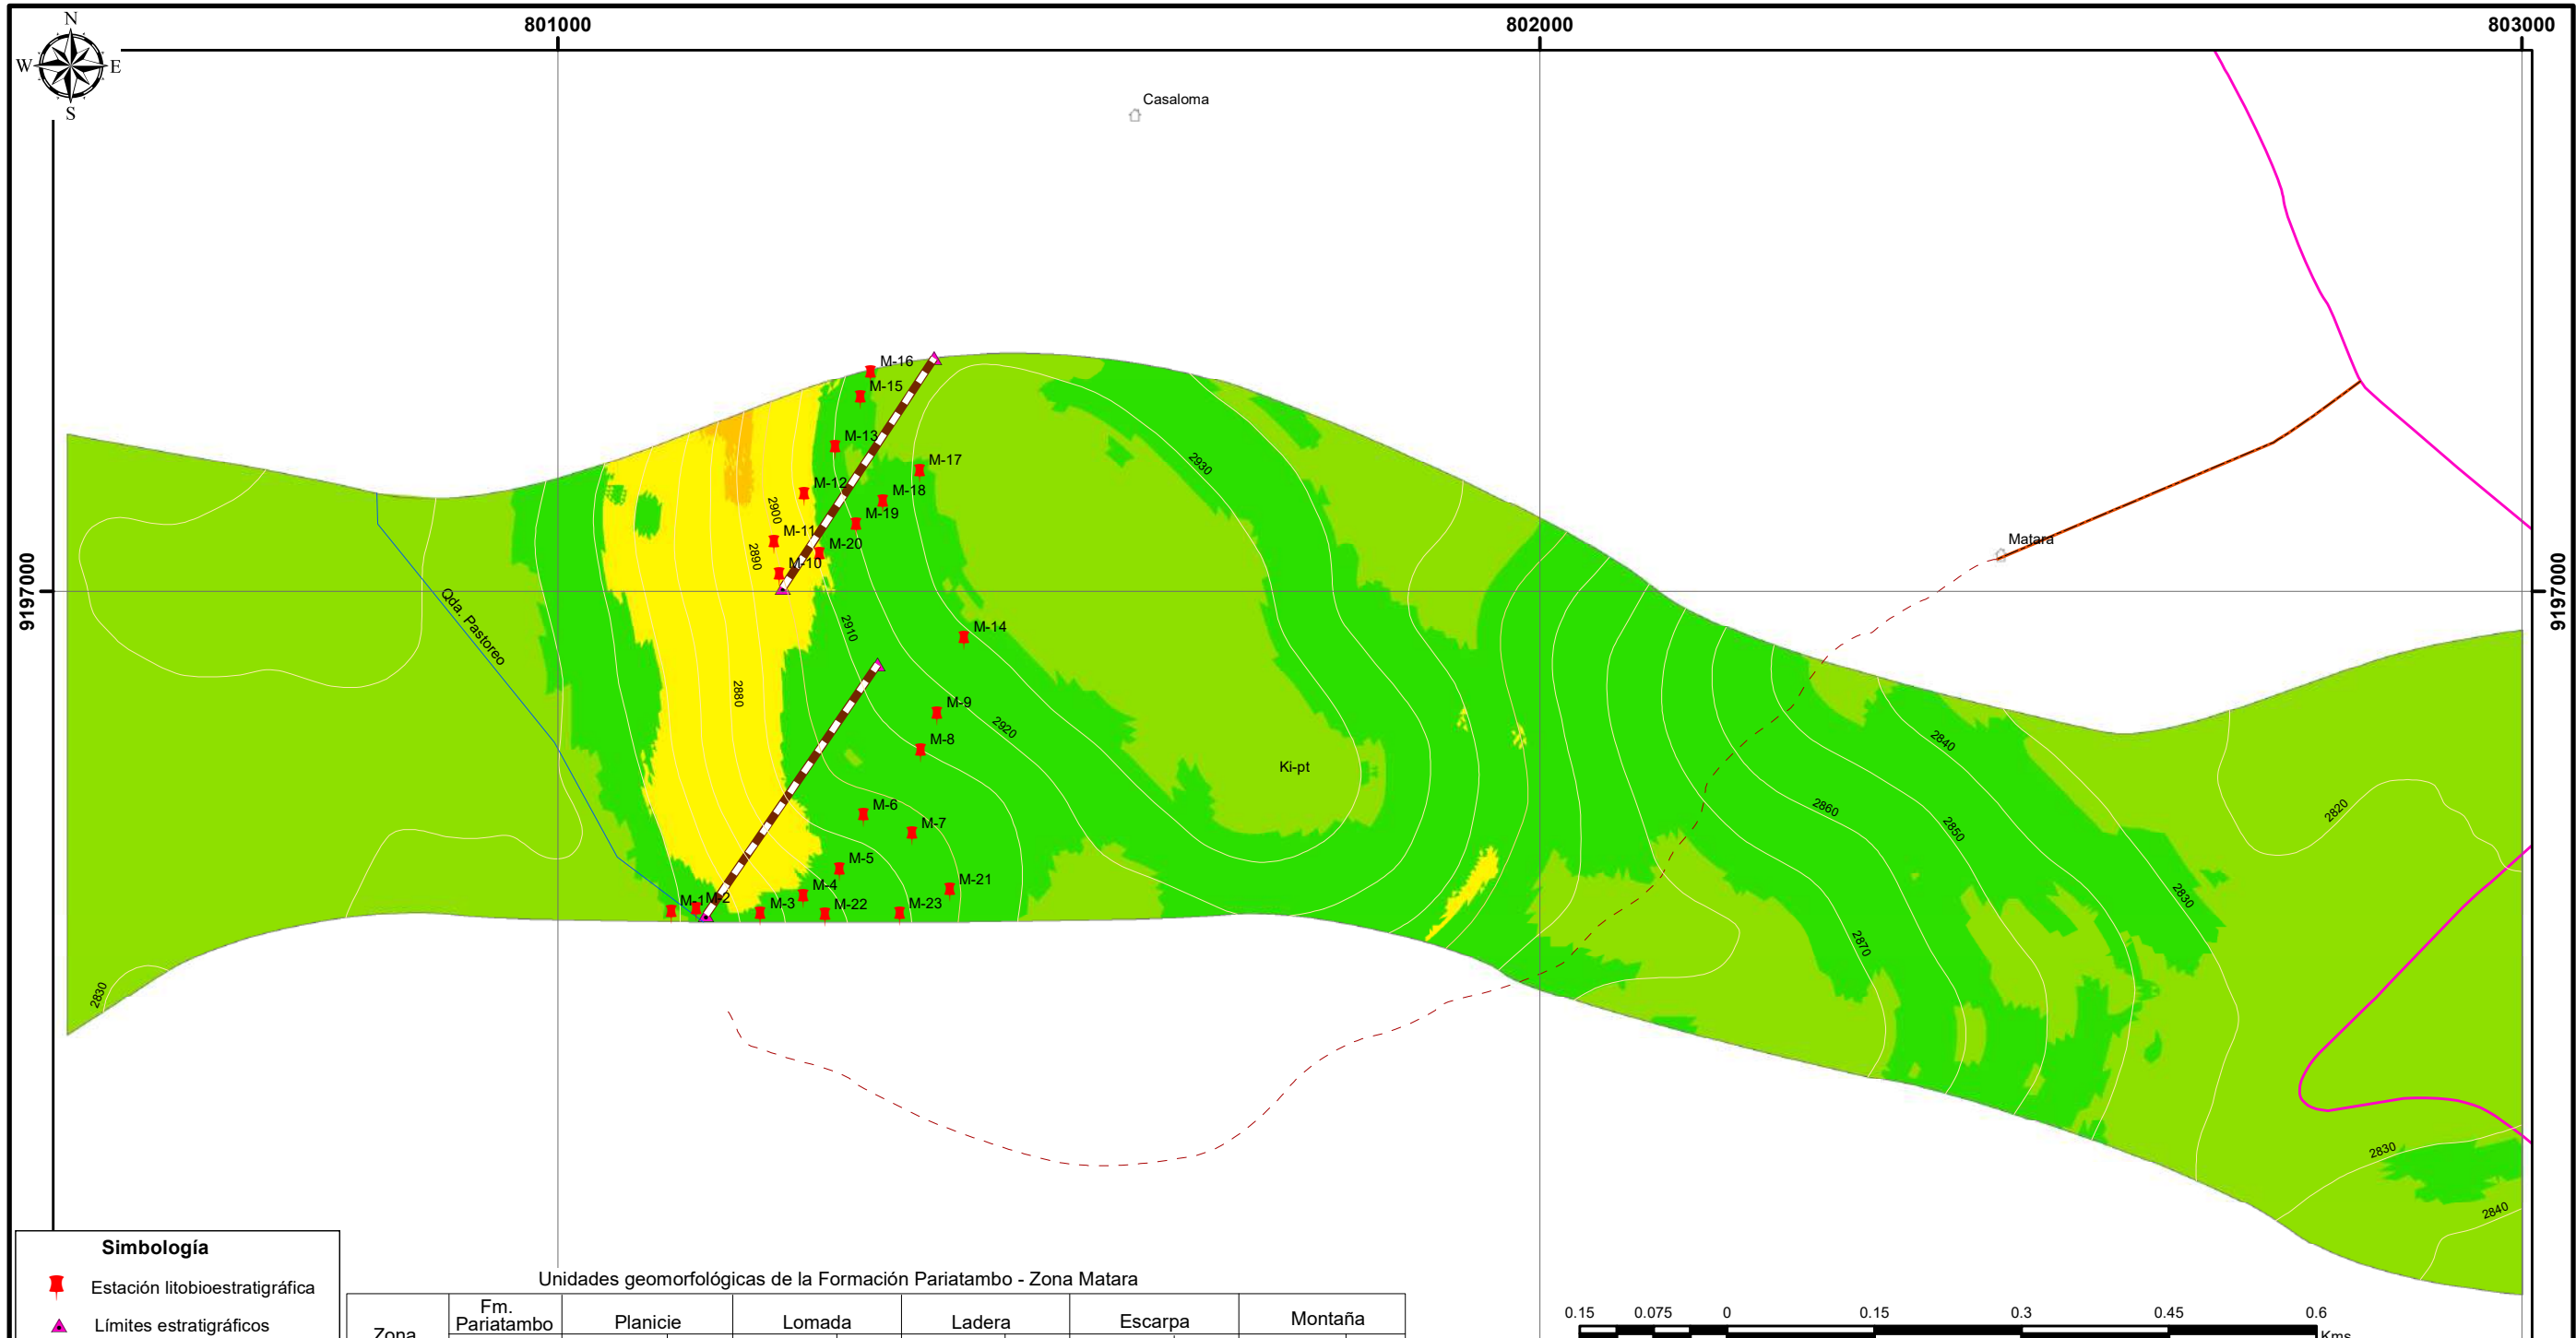 801000
802000
803000
N
W
E
S
Casaloma
M-16
M-15
M-13
M-17
M-12
M-18
M-19
M-11
M-20
M-10
M-14
M-9
M-8
M-6
M-7
M-5
M-4
M-21
M-1
M-2
M-3
M-22
M-23
2930
2900
2890
2910
2880
2920
Qda. Pastoreo
Matara
9197000
9197000
Ki-pt
2840
2860
2850
2820
2830
2870
2830
2830
2840
Simbología
Estación litobioestratigráfica
Límites estratigráficos
Unidades geomorfológicas de la Formación Pariatambo - Zona Matara
Zona
Fm.
Pariatambo
Planicie
Lomada
Ladera
Escarpa
Montaña
0.15
0.075
0
0.15
0.3
0.45
0.6
Kms